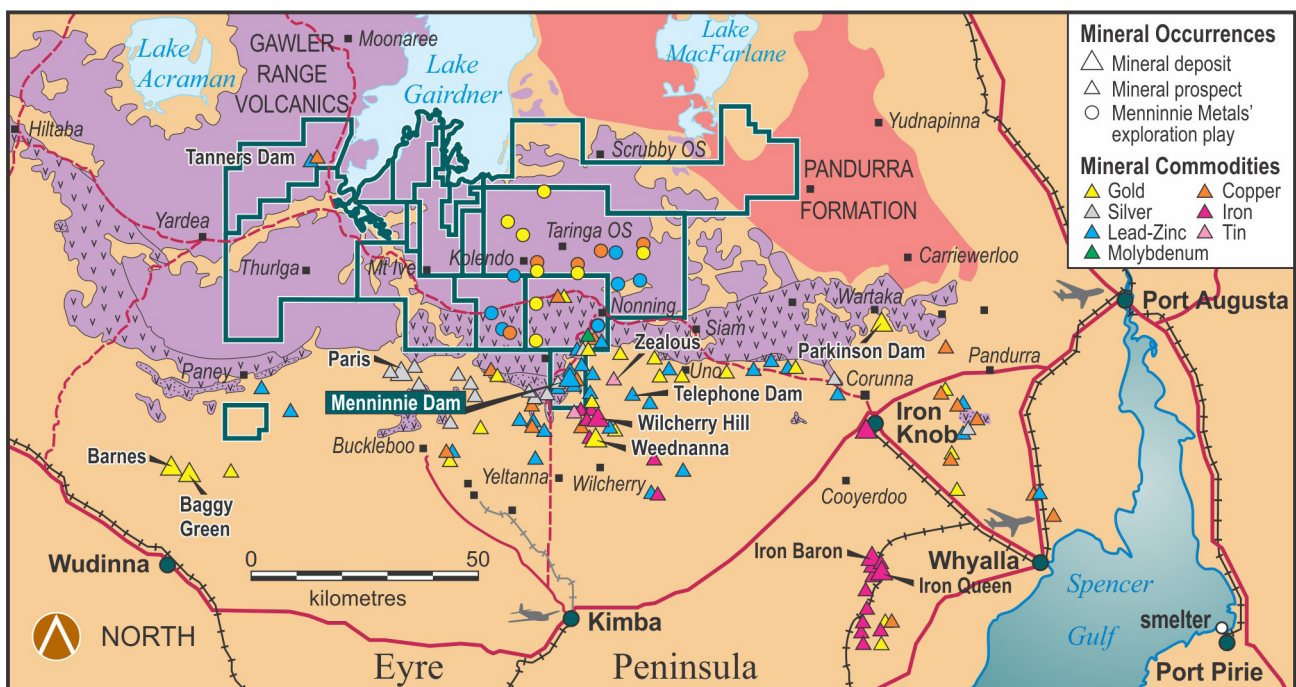 Lake
Acraman
GAWLER
RANGE
VOLCANICS
Moonaree
Lake
Gairdner
Lake
MacFarlane
Mineral Occurrences
Mineral deposit
Mineral prospect
Menninnie Metals'
exploration play
Mineral Commodities
Gold
Copper
Silver
Iron
Lead-Zinc
Tin
Molybdenum
Hiltaba
Tanners Dam
Scrubby OS
Yudnapinna
PANDURRA
FORMATION
Yardea
Thurlga
Mt Ive
Kolendo
Taringa OS
Carriewerloo
Nonning
Siam
Wartaka
Port Augusta
Paney
Paris
Zealous
Uno
Parkinson Dam
Pandurra
Corunna
Menninnie Dam
Telephone Dam
Wilcherry Hill
Weednanna
Iron
Knob
Buckleboo
Barnes
Baggy
Green
Yeltanna
Wilcherry
Cooyerdoo
Wudinna
0
50
kilometres
Iron Baron
Iron Queen
Whyalla
Spencer
Gulf
smelter
Port Pirie
NORTH
Kimba
Eyre
Peninsula